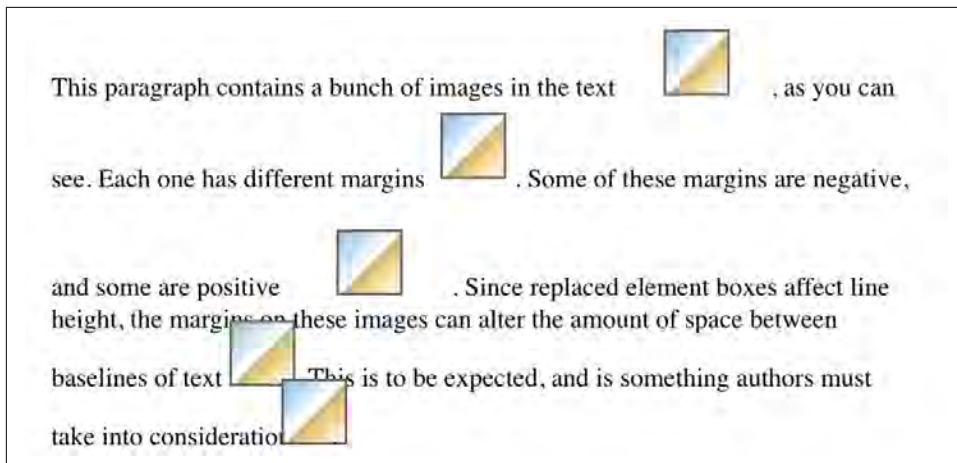 This paragraph contains a bunch of images in the text , as you can
see. Each one has different margins . Some of these margins are negative,
and some are positive . Since replaced element boxes affect line
height, the margins on these images can alter the amount of space between
baselines of text This is to be expected, and is something authors must
take into consideratio